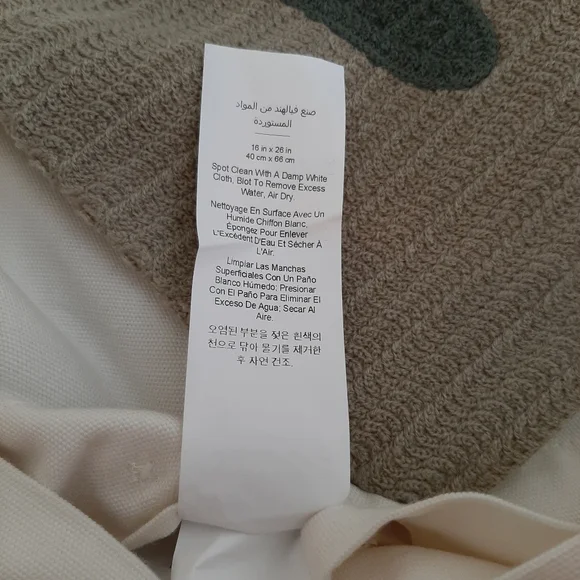 صنع فيالهند من المواد
المستوردة
16 in x 26 in
40 cm x 66 cm
Spot Clean With A Damp White
Cloth, Blot To Remove Excess
Water, Air Dry.
Nettoyage En Surface Avec Un
Humide Chiffon Blanc,
Épongez Pour Enlever
L'Excédent D'Eau Et Sécher À
L'Air.
Limpiar Las Manchas
Superficiales Con Un Paño
Blanco Húmedo; Presionar
Con El Paño Para Eliminar El
Exceso De Agua; Secar Al
Aire.
오염된 부분을 젖은 흰색의
천으로 닦아 물기를 제거한
후 자연 건조.